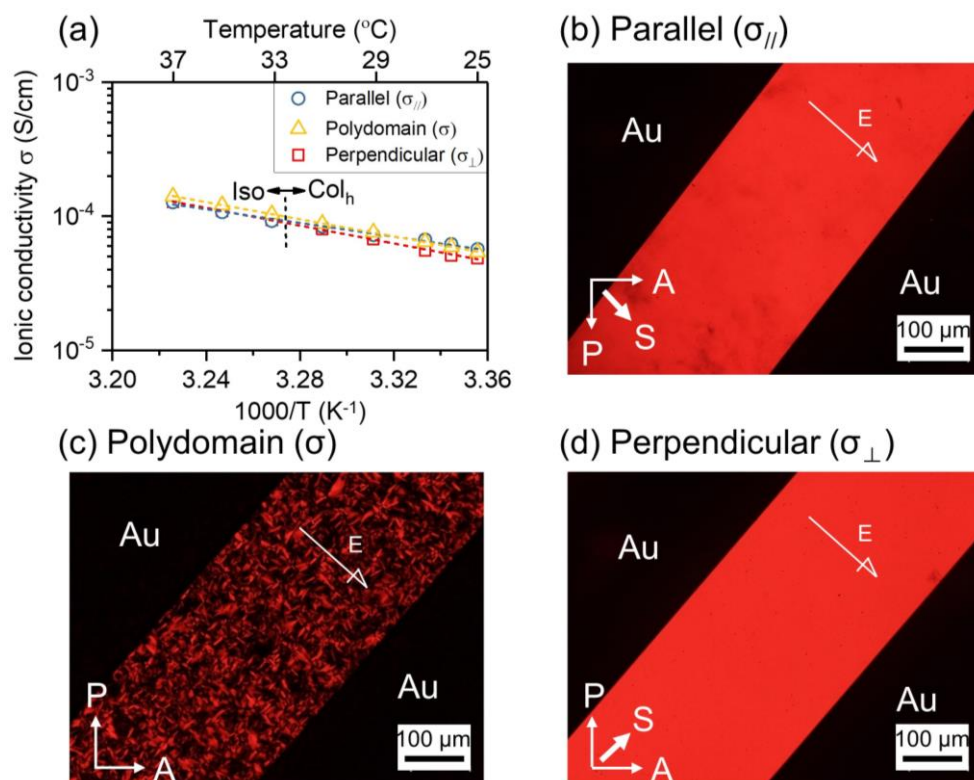 (a)
Temperature (°C)
37 33 29 25
10⁻³
10⁻⁴
10⁻⁵
Ionic conductivity σ (S/cm)
Parallel (σ//)
Polydomain (σ)
Perpendicular (σ⊥)
Iso Colₕ
3.20 3.24 3.28 3.32 3.36
1000/T (K⁻¹)
(b) Parallel (σ//)
Au
E
A
P
S
Au
100 µm
(c) Polydomain (σ)
Au
E
P
A
Au
100 µm
(d) Perpendicular (σ⊥)
Au
E
P
S
A
Au
100 µm